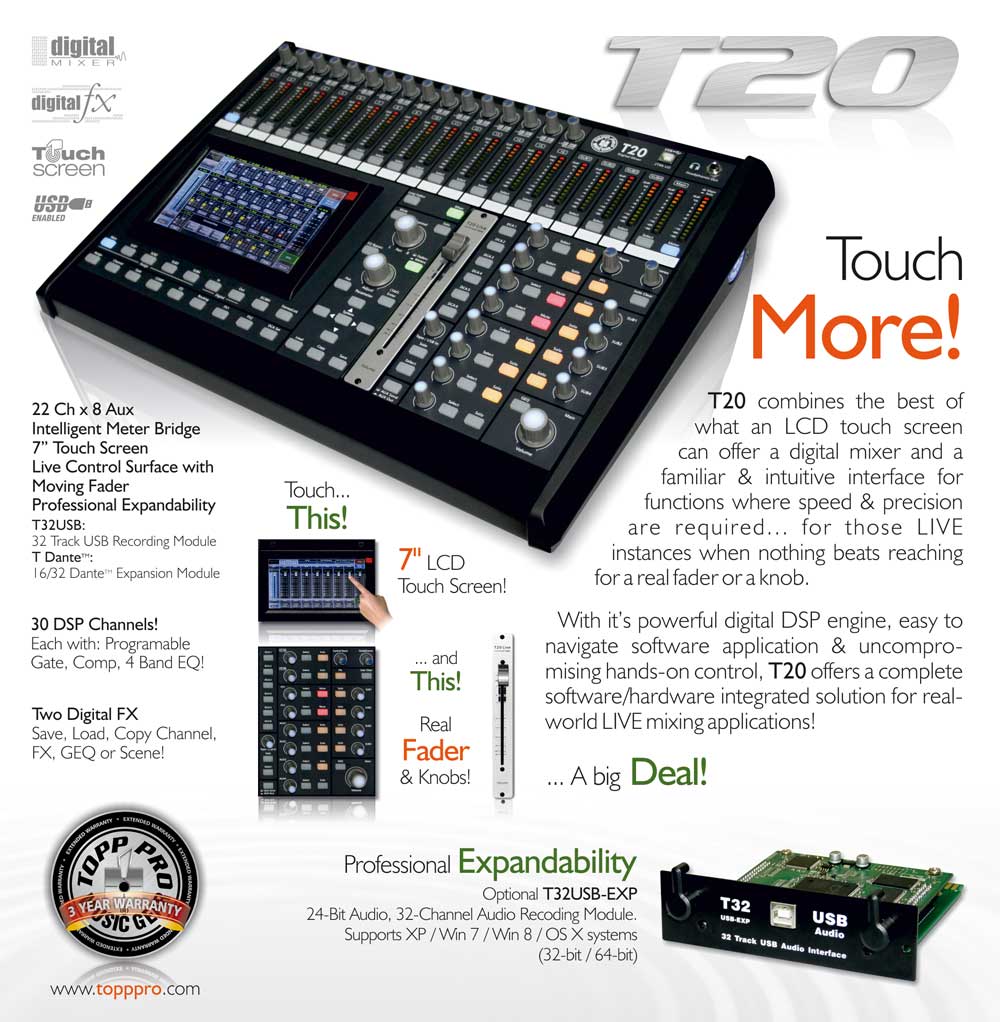 digital
MIXER
digital fx
Touch
screen
USB
ENABLED
T20
T20
Touch
More!
22 Ch x 8 Aux
Intelligent Meter Bridge
7” Touch Screen
Live Control Surface with
Moving Fader
Professional Expandability
T32USB:
32 Track USB Recording Module
T Dante™:
16/32 Dante™ Expansion Module
30 DSP Channels!
Each with: Programable
Gate, Comp, 4 Band EQ!
Two Digital FX
Save, Load, Copy Channel,
FX, GEQ or Scene!
Touch...
This!
7" LCD
Touch Screen!
... and
This!
Real
Fader
& Knobs!
T20 Live
T20 combines the best of
what an LCD touch screen
can offer a digital mixer and a
familiar & intuitive interface for
functions where speed & precision
are required... for those LIVE
instances when nothing beats reaching
for a real fader or a knob.
With it’s powerful digital DSP engine, easy to
navigate software application & uncompro-
mising hands-on control, T20 offers a complete
software/hardware integrated solution for real-
world LIVE mixing applications!
... A big Deal!
EXTENDED WARRANTY
TOPP PRO
3 YEAR WARRANTY
www.topppro.com
Professional Expandability
Optional T32USB-EXP
24-Bit Audio, 32-Channel Audio Recoding Module.
Supports XP / Win 7 / Win 8 / OS X systems
(32-bit / 64-bit)
T32
USB-EXP
USB
Audio
32 Track USB Audio Interface